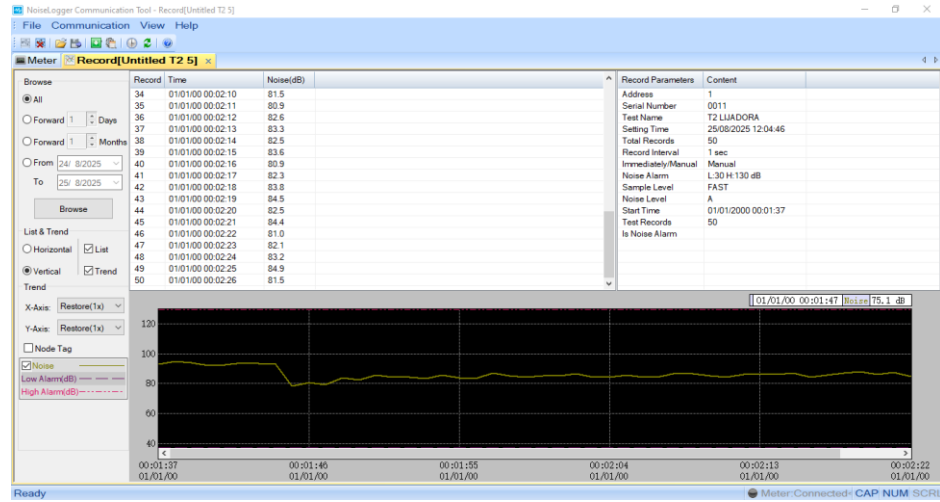 NoiseLogger Communication Tool - Record[Untitled T2 5]
File Communication View Help
Meter Record[Untitled T2 5] ×
Browse
All
Forward 1 Days
Forward 1 Months
From 24/ 8/2025
To 25/ 8/2025
Browse
List & Trend
Horizontal List
Vertical Trend
Trend
X-Axis: Restore(1x)
Y-Axis: Restore(1x)
Node Tag
Noise
Low Alarm(dB)
High Alarm(dB)
Record Time Noise(dB)
34 01/01/00 00:02:10 81.5
35 01/01/00 00:02:11 80.9
36 01/01/00 00:02:12 82.6
37 01/01/00 00:02:13 83.3
38 01/01/00 00:02:14 82.5
39 01/01/00 00:02:15 83.6
40 01/01/00 00:02:16 80.9
41 01/01/00 00:02:17 82.3
42 01/01/00 00:02:18 83.8
43 01/01/00 00:02:19 84.5
44 01/01/00 00:02:20 82.5
45 01/01/00 00:02:21 84.4
46 01/01/00 00:02:22 81.0
47 01/01/00 00:02:23 82.1
48 01/01/00 00:02:24 83.2
49 01/01/00 00:02:25 84.9
50 01/01/00 00:02:26 81.5
Record Parameters Content
Address 1
Serial Number 0011
Test Name T2 LIJADORA
Setting Time 25/08/2025 12:04:46
Total Records 50
Record Interval 1 sec
Immediately/Manual Manual
Noise Alarm L:30 H:130 dB
Sample Level FAST
Noise Level A
Start Time 01/01/2000 00:01:37
Test Records 50
Is Noise Alarm
01/01/00 00:01:47 Noise 75.1 dB
120
100
80
60
40
00:01:37 00:01:46 00:01:55 00:02:04 00:02:13 00:02:22
01/01/00 01/01/00 01/01/00 01/01/00 01/01/00 01/01/00
Ready Meter:Connected CAP NUM SCRL